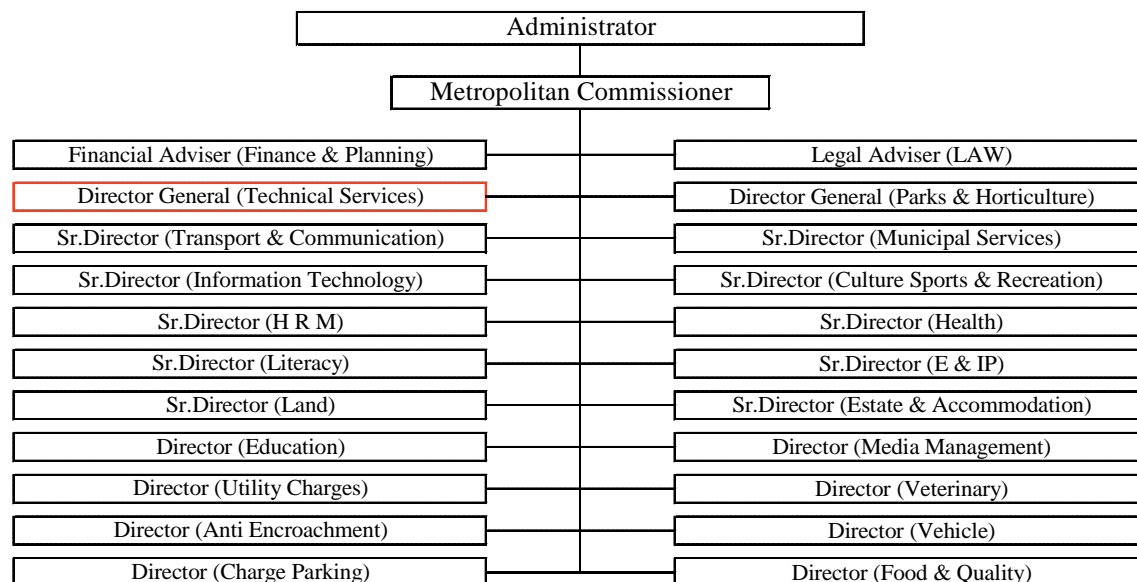 Administrator
Metropolitan Commissioner
Financial Adviser (Finance & Planning)
Legal Adviser (LAW)
Director General (Technical Services)
Director General (Parks & Horticulture)
Sr.Director (Transport & Communication)
Sr.Director (Municipal Services)
Sr.Director (Information Technology)
Sr.Director (Culture Sports & Recreation)
Sr.Director (H R M)
Sr.Director (Health)
Sr.Director (Literacy)
Sr.Director (E & IP)
Sr.Director (Land)
Sr.Director (Estate & Accommodation)
Director (Education)
Director (Media Management)
Director (Utility Charges)
Director (Veterinary)
Director (Anti Encroachment)
Director (Vehicle)
Director (Charge Parking)
Director (Food & Quality)